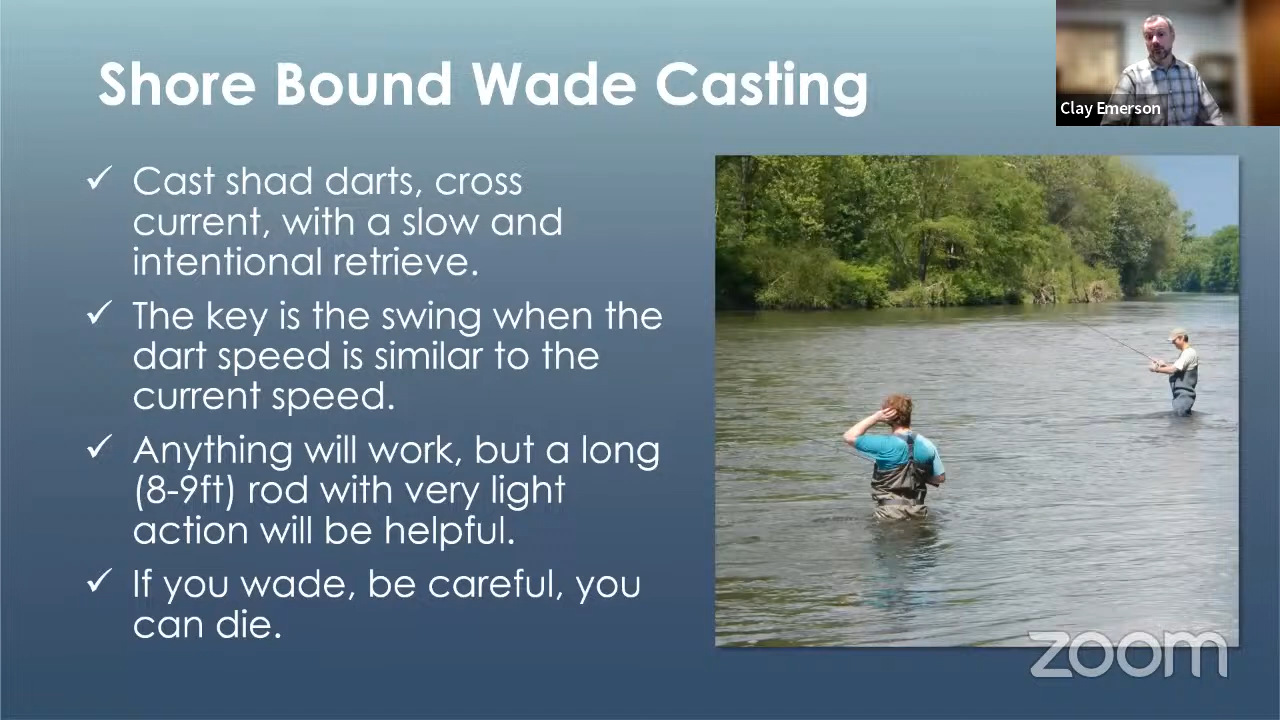 Shore Bound Wade Casting
Clay Emerson
✓ Cast shad darts, cross
current, with a slow and
intentional retrieve.
✓ The key is the swing when the
dart speed is similar to the
current speed.
✓ Anything will work, but a long
(8-9ft) rod with very light
action will be helpful.
✓ If you wade, be careful, you
can die.
zoom